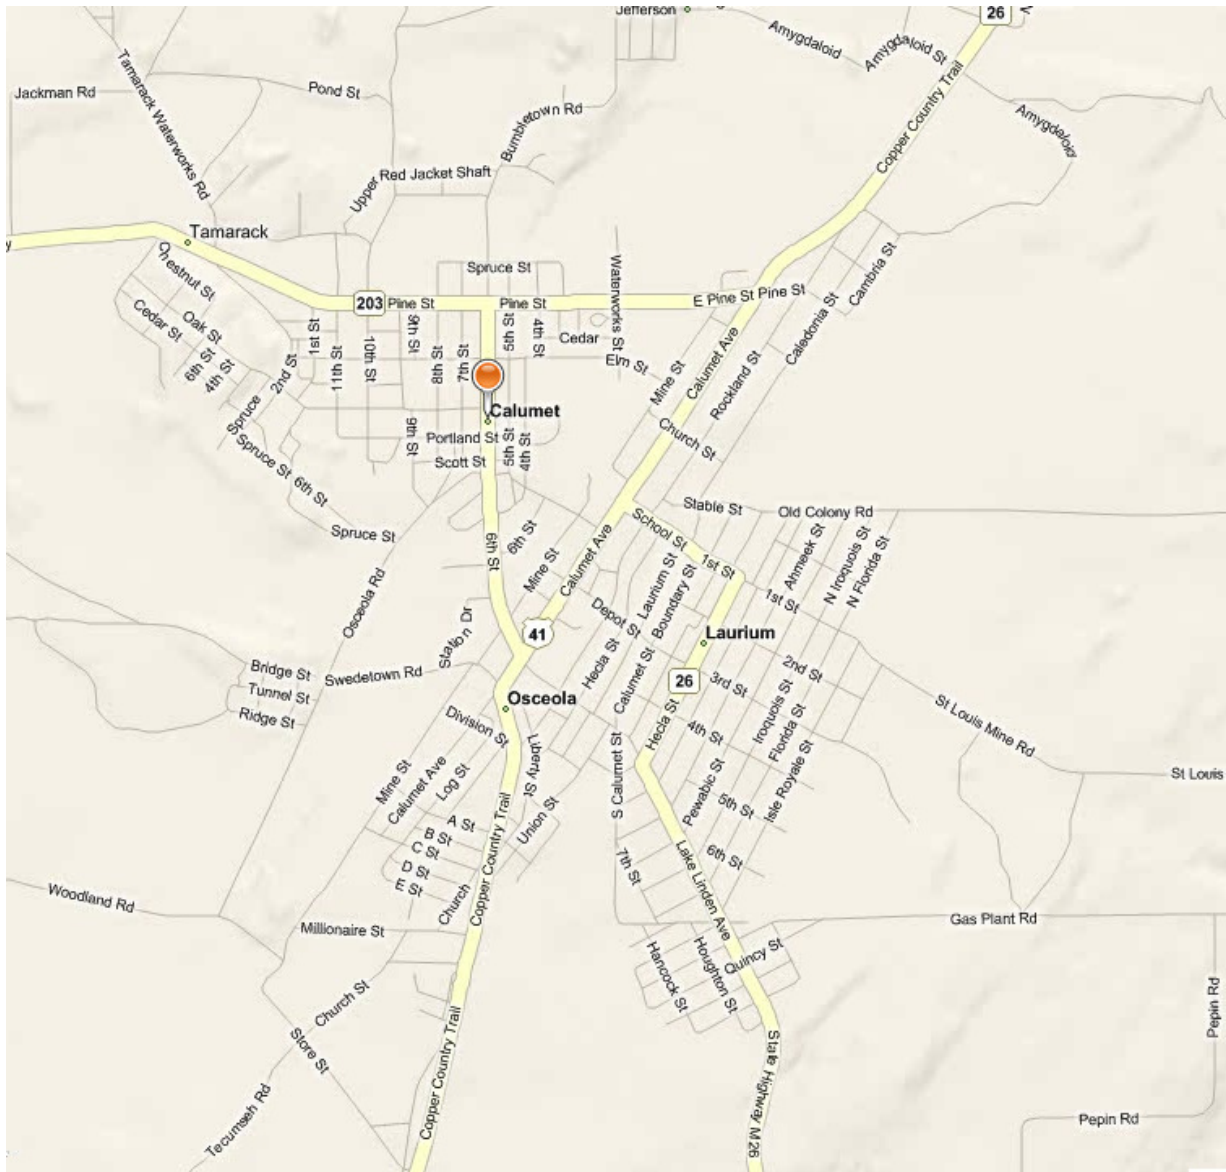 Jefferson
26
Amygdaloid
Amygdaloid St
Tamarack Waterworks Rd
Jackman Rd
Pond St
Bumbletown Rd
Copper Country Trail
Amygdaloid
Upper
Red Jacket Shaft
Tamarack
Chestnut St
Spruce St
Waterworks St
Cambria St
203
Pine St
Pine St
E Pine St
Pine St
Cedar St
Oak St
1st St
9th St
5th St
4th St
Cedar
Caledonia St
6th St
4th St
2nd St
11th St
10th St
8th St
7th St
Elm St
Mine St
Calumet Ave
Rockland St
Spruce
Calumet
Church St
9th St
Portland St
5th St
4th St
Scott St
Spruce St
6th St
Spruce St
Stable St
Old Colony Rd
School St
6th St
6th St
Mine St
Calumet Ave
1st St
Ahmeek St
N Iroquois St
N Florida St
Osceola Rd
Laurium St
Boundary St
1st St
Depot St
Station Dr
41
Laurium
Bridge St
Swedetown Rd
Tunnel St
Ridge St
Hecla St
Calumet St
26
3rd St
2nd St
Osceola
Division St
Liberty St
Hecla St
4th St
Iroquois St
Florida St
St Louis Mine Rd
St Louis
Mine St
Calumet Ave
Log St
S Calumet St
Pewabic St
Isle Royale St
5th St
Union St
A St
B St
C St
D St
E St
Copper Country Trail
7th St
Lake Linden Ave
6th St
Woodland Rd
Church
Millionaire St
Gas Plant Rd
Hancock St
Houghton St
Quincy St
Church St
Pepin Rd
Store St
Copper Country Trail
State Highway M 26
Tecumseh Rd
Pepin Rd